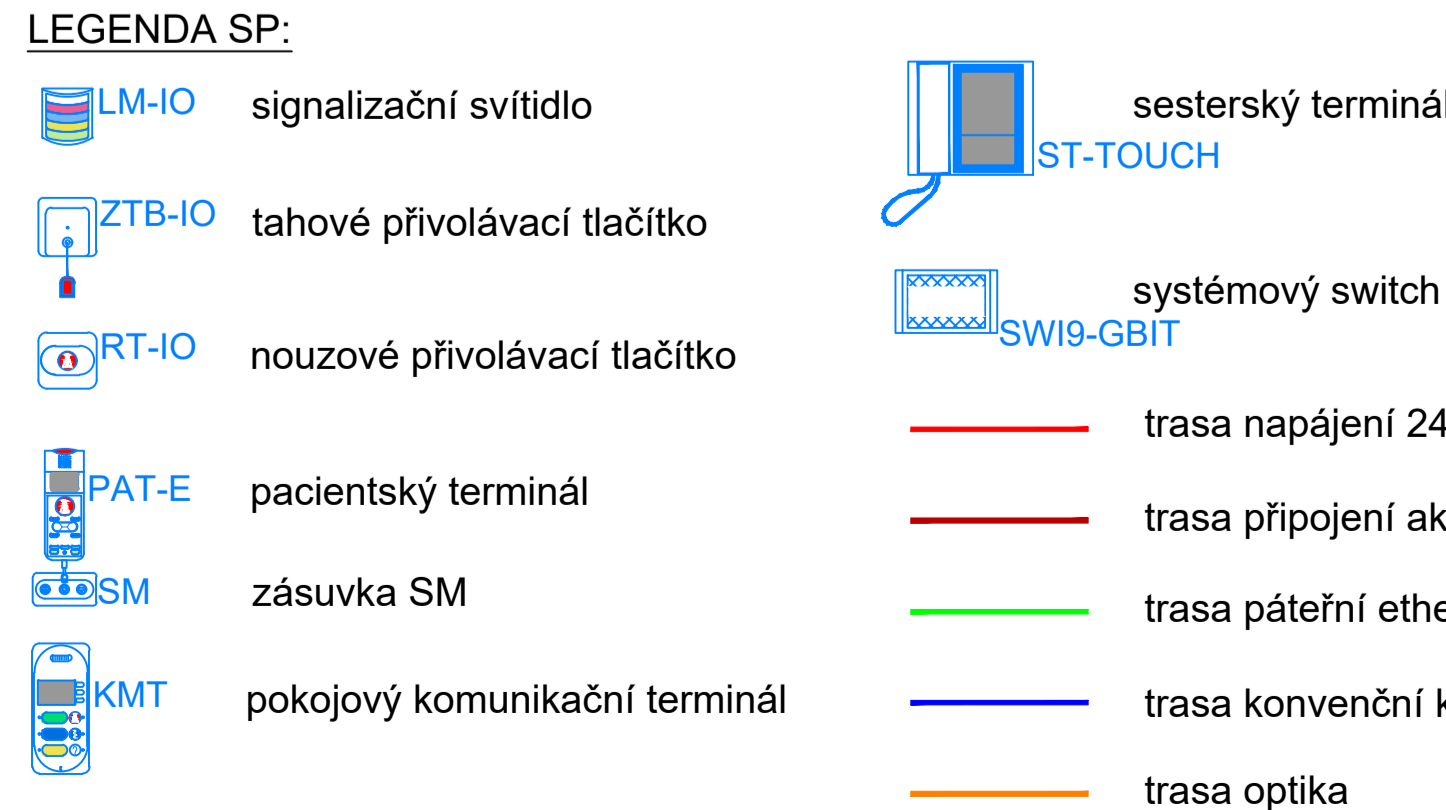 LEGENDA SP:
LM-IO signalizační svítidlo
ZTB-IO tahové přivolávací tlačítko
RT-IO nouzové přivolávací tlačítko
PAT-E pacientský terminál
SM zásuvka SM
KMT pokojový komunikační terminál
sesterský terminál
ST-TOUCH
systémový switch
SWI9-GBIT
trasa napájení 24
trasa připojení
trasa páteřní
trasa konvenční
trasa optika